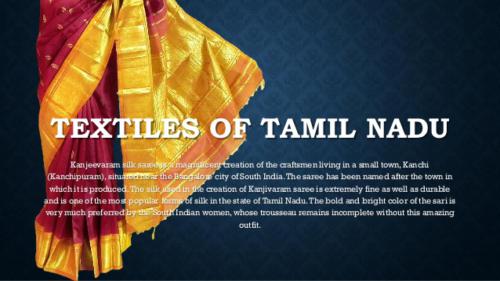 TEXTILES OF TAMIL NADU
Kanjeevaram silk saree is a magnificent creation of the craftsmen living in a small town, Kanchi
(Kanchipuram), situated near the Bangalore city of South India. The saree has been named after the town in
which it is produced. The silk used in the creation of Kanjivaram saree is extremely fine as well as durable
and is one of the most popular forms of silk in the state of Tamil Nadu. The bold and bright color of the sari is
very much preferred by the South Indian women, whose trousseau remains incomplete without this amazing
outfit.